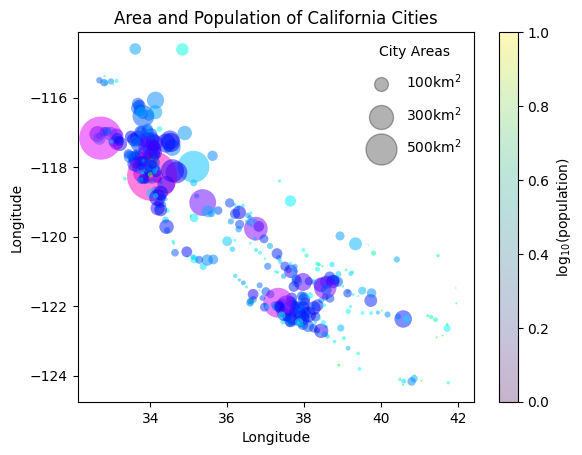 Area and Population of California Cities
City Areas
100km²
300km²
500km²
−116
−118
−120
−122
−124
Longitude
34
36
38
40
42
Longitude
1.0
0.8
0.6
0.4
0.2
0.0
log₁₀(population)